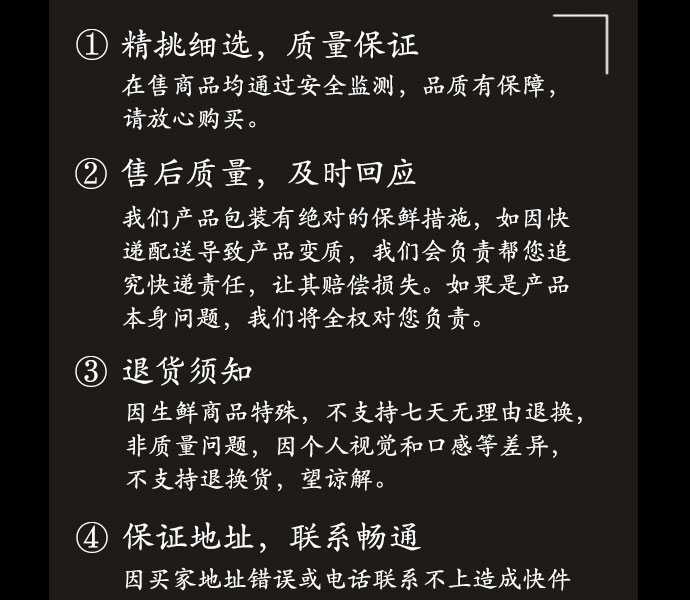 ① 精挑细选，质量保证
在售商品均通过安全监测，品质有保障，
请放心购买。
② 售后质量，及时回应
我们产品包装有绝对的保鲜措施，如因快
递配送导致产品变质，我们会负责帮您追
究快递责任，让其赔偿损失。如果是产品
本身问题，我们将全权对您负责。
③ 退货须知
因生鲜商品特殊，不支持七天无理由退换，
非质量问题，因个人视觉和口感等差异，
不支持退换货，望谅解。
④ 保证地址，联系畅通
因买家地址错误或电话联系不上造成快件